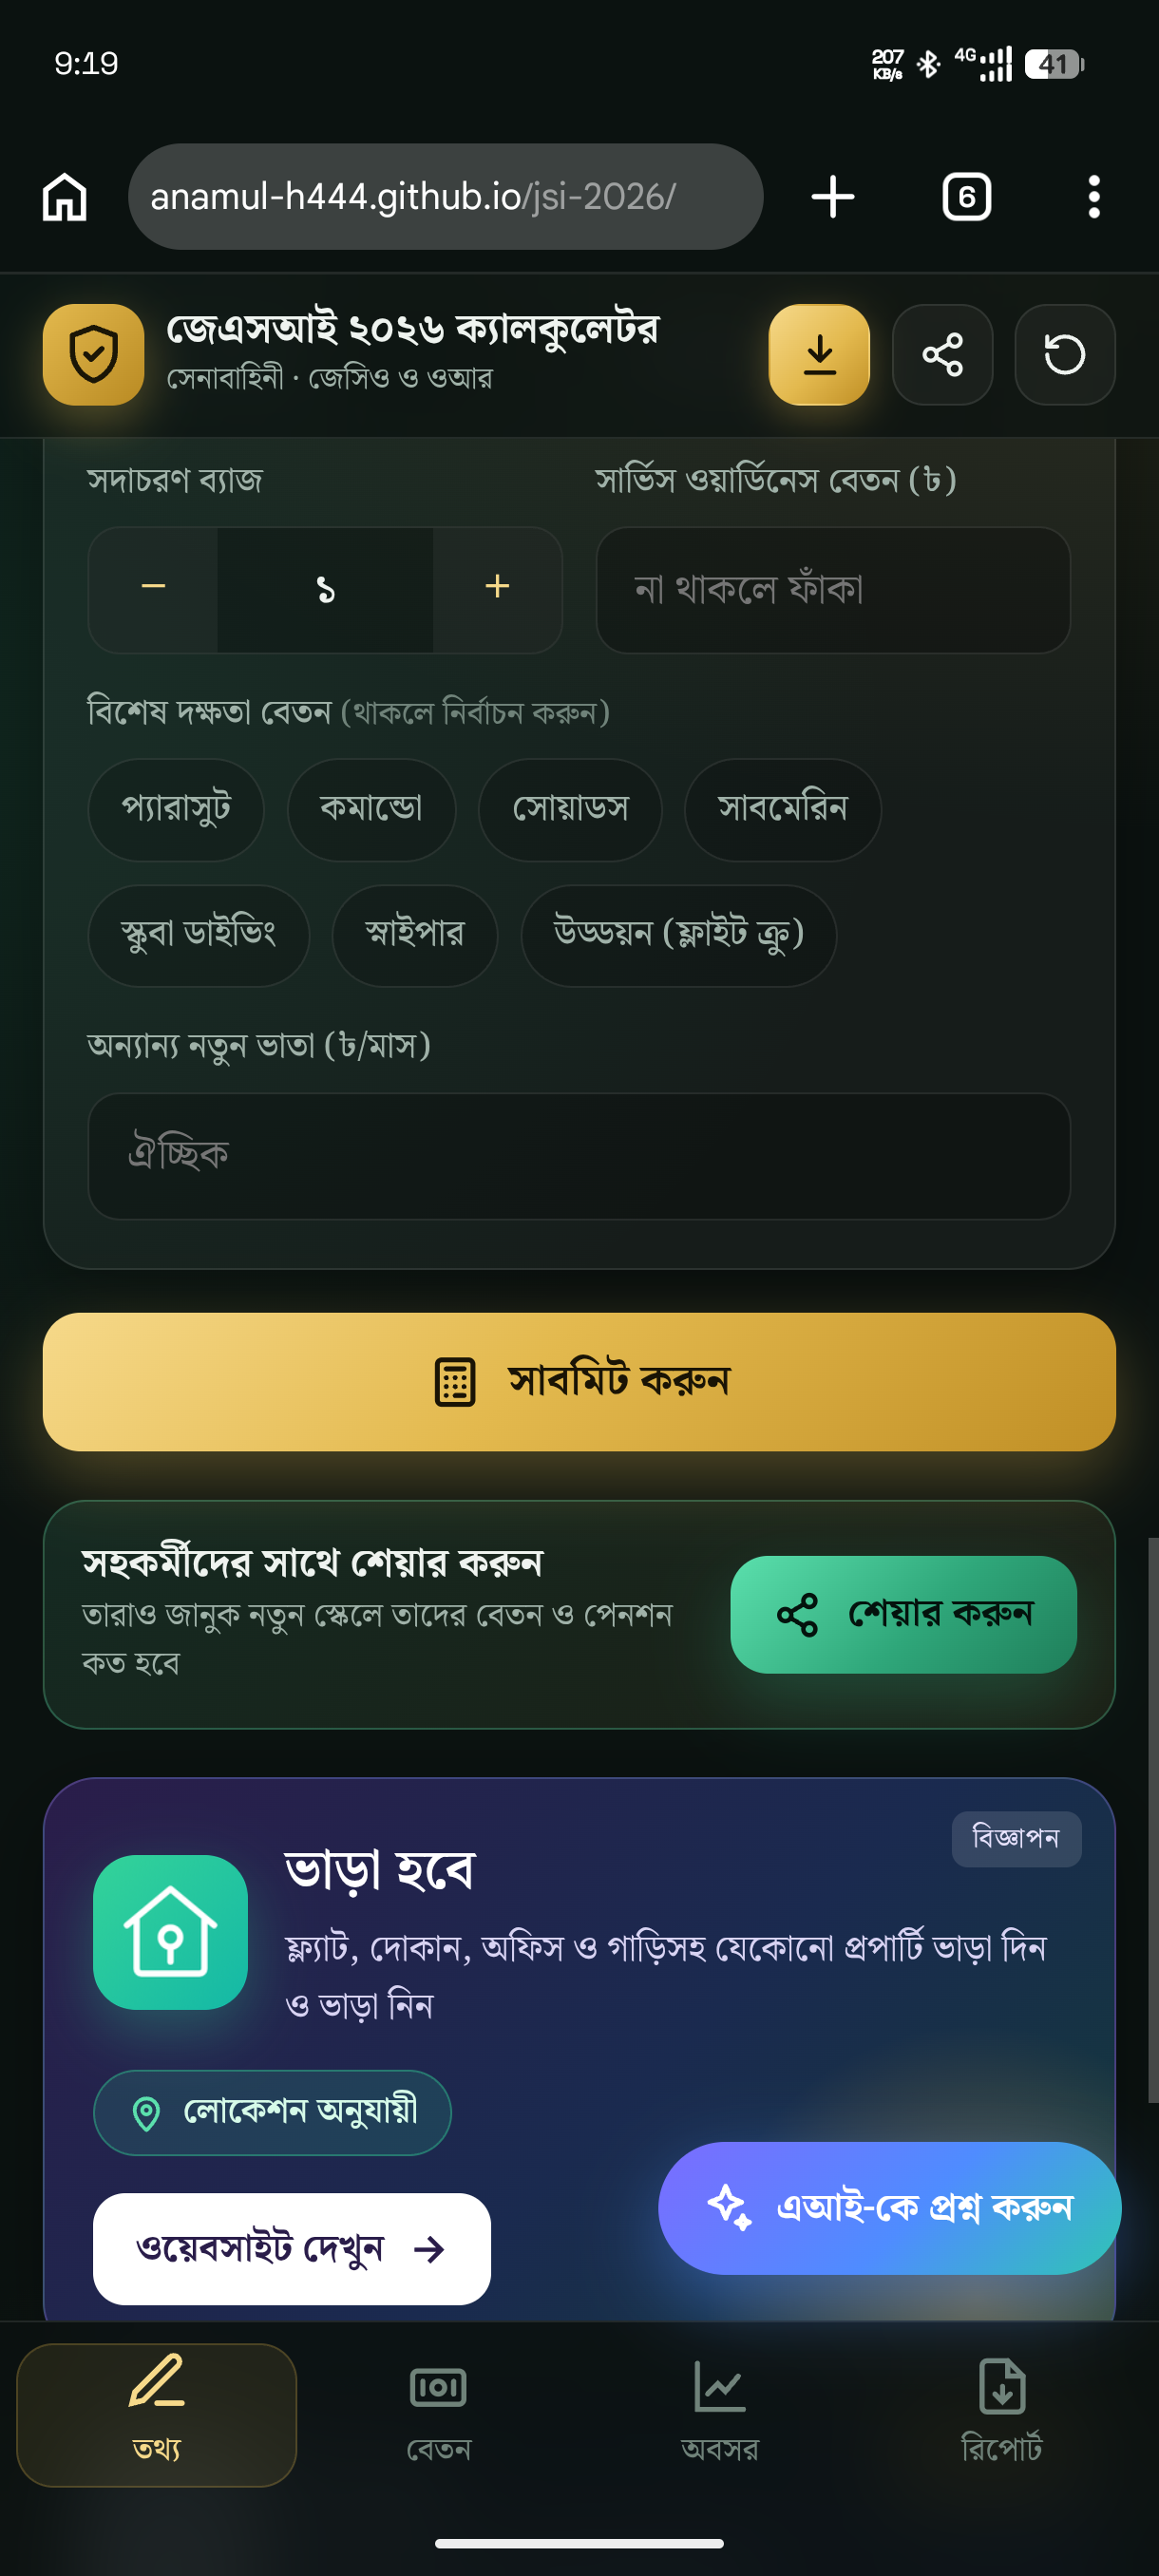 9:19
207
KB/s
4G
41
anamul-h444.github.io/jsi-2026/
6
জেএসআই ২০২৬ ক্যালকুলেটর
সেনাবাহিনী · জেসিও ও ওআর
সদাচরণ ব্যাজ
সার্ভিস ওয়ার্ডিনেস বেতন (৳)
− ১ +
না থাকলে ফাঁকা
বিশেষ দক্ষতা বেতন (থাকলে নির্বাচন করুন)
প্যারাসুট কমান্ডো সোয়াডস সাবমেরিন
স্কুবা ডাইভিং স্নাইপার উড্ডয়ন (ফ্লাইট ক্রু)
অন্যান্য নতুন ভাতা (৳/মাস)
ঐচ্ছিক
সাবমিট করুন
সহকর্মীদের সাথে শেয়ার করুন
তারাও জানুক নতুন স্কেলে তাদের বেতন ও পেনশন
কত হবে
শেয়ার করুন
বিজ্ঞাপন
ভাড়া হবে
ফ্ল্যাট, দোকান, অফিস ও গাড়িসহ যেকোনো প্রপার্টি ভাড়া দিন
ও ভাড়া নিন
লোকেশন অনুযায়ী
ওয়েবসাইট দেখুন →
এআই-কে প্রশ্ন করুন
তথ্য বেতন অবসর রিপোর্ট